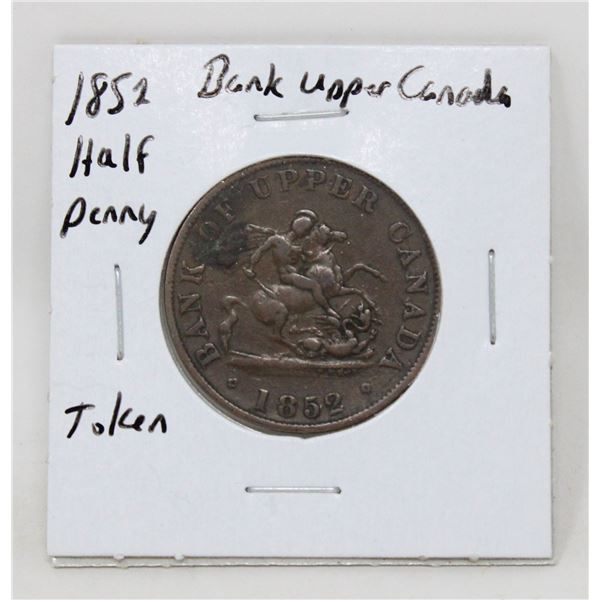 1852 Bank upper Canada
Half
penny
Token
BANK OF UPPER CANADA
1852